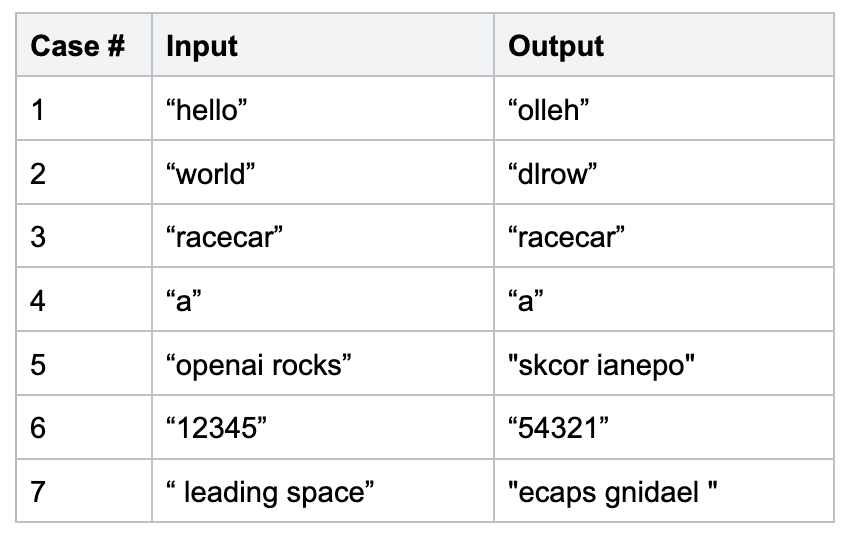 Case # Input Output
1 “hello” “olleh”
2 “world” “dlrow”
3 “racecar” “racecar”
4 “a” “a”
5 “openai rocks” "skcor ianepo"
6 “12345” “54321”
7 “ leading space” "ecaps gnidael "